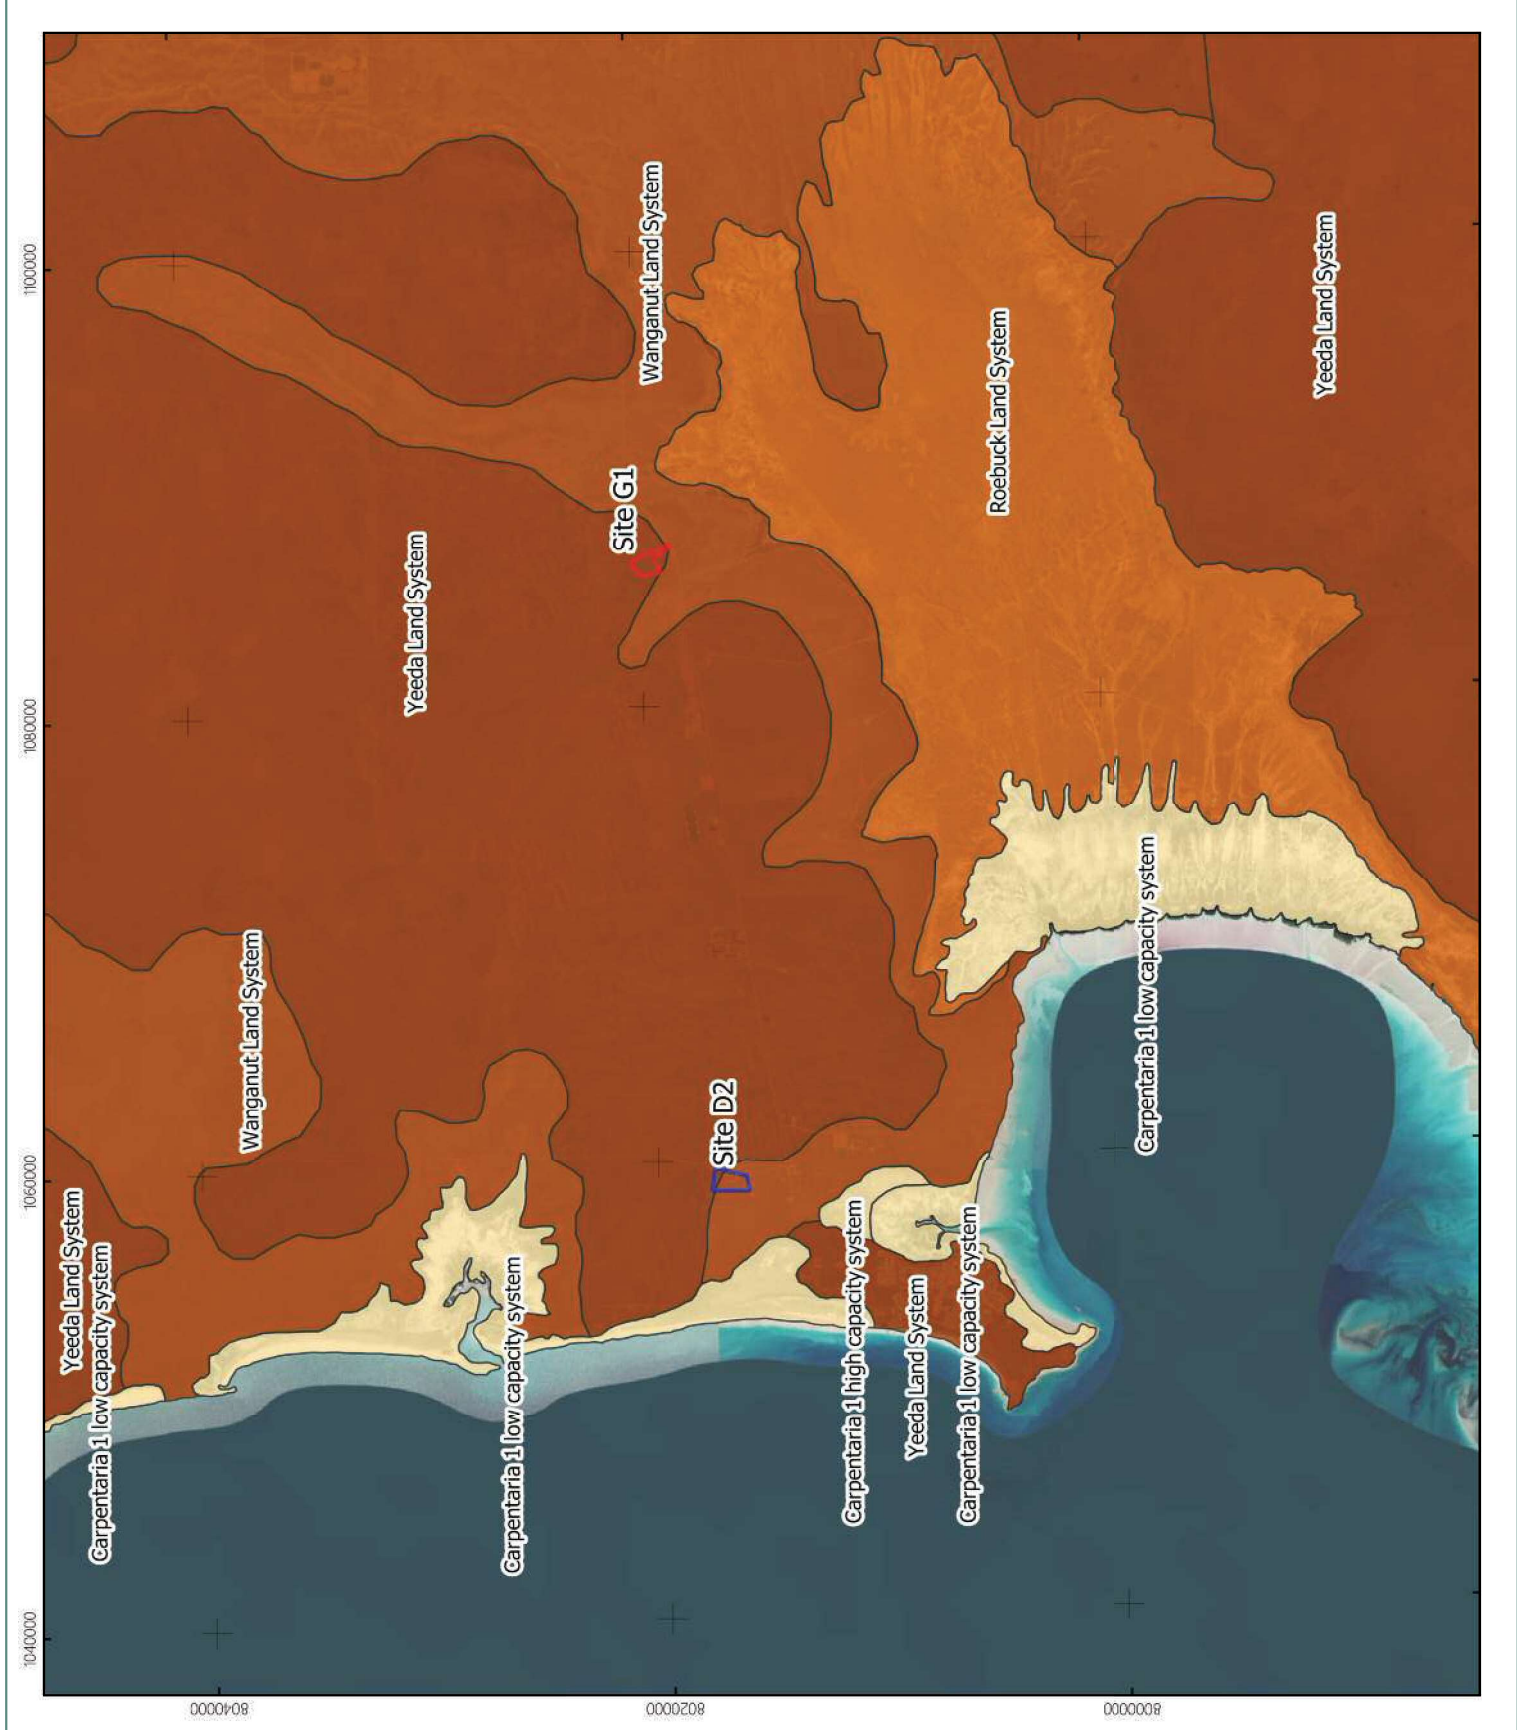 Yeeda Land System
Carpentaria 1 low capacity system
Wanganut Land System
Yeeda Land System
Carpentaria 1 low capacity system
Site G1
Wanganut Land System
Site D2
Carpentaria 1 high capacity system
Yeeda Land System
Carpentaria 1 low capacity system
Roebuck Land System
Carpentaria 1 low capacity system
Yeeda Land System
1040000
1060000
1080000
1100000
8040000
8020000
8000000